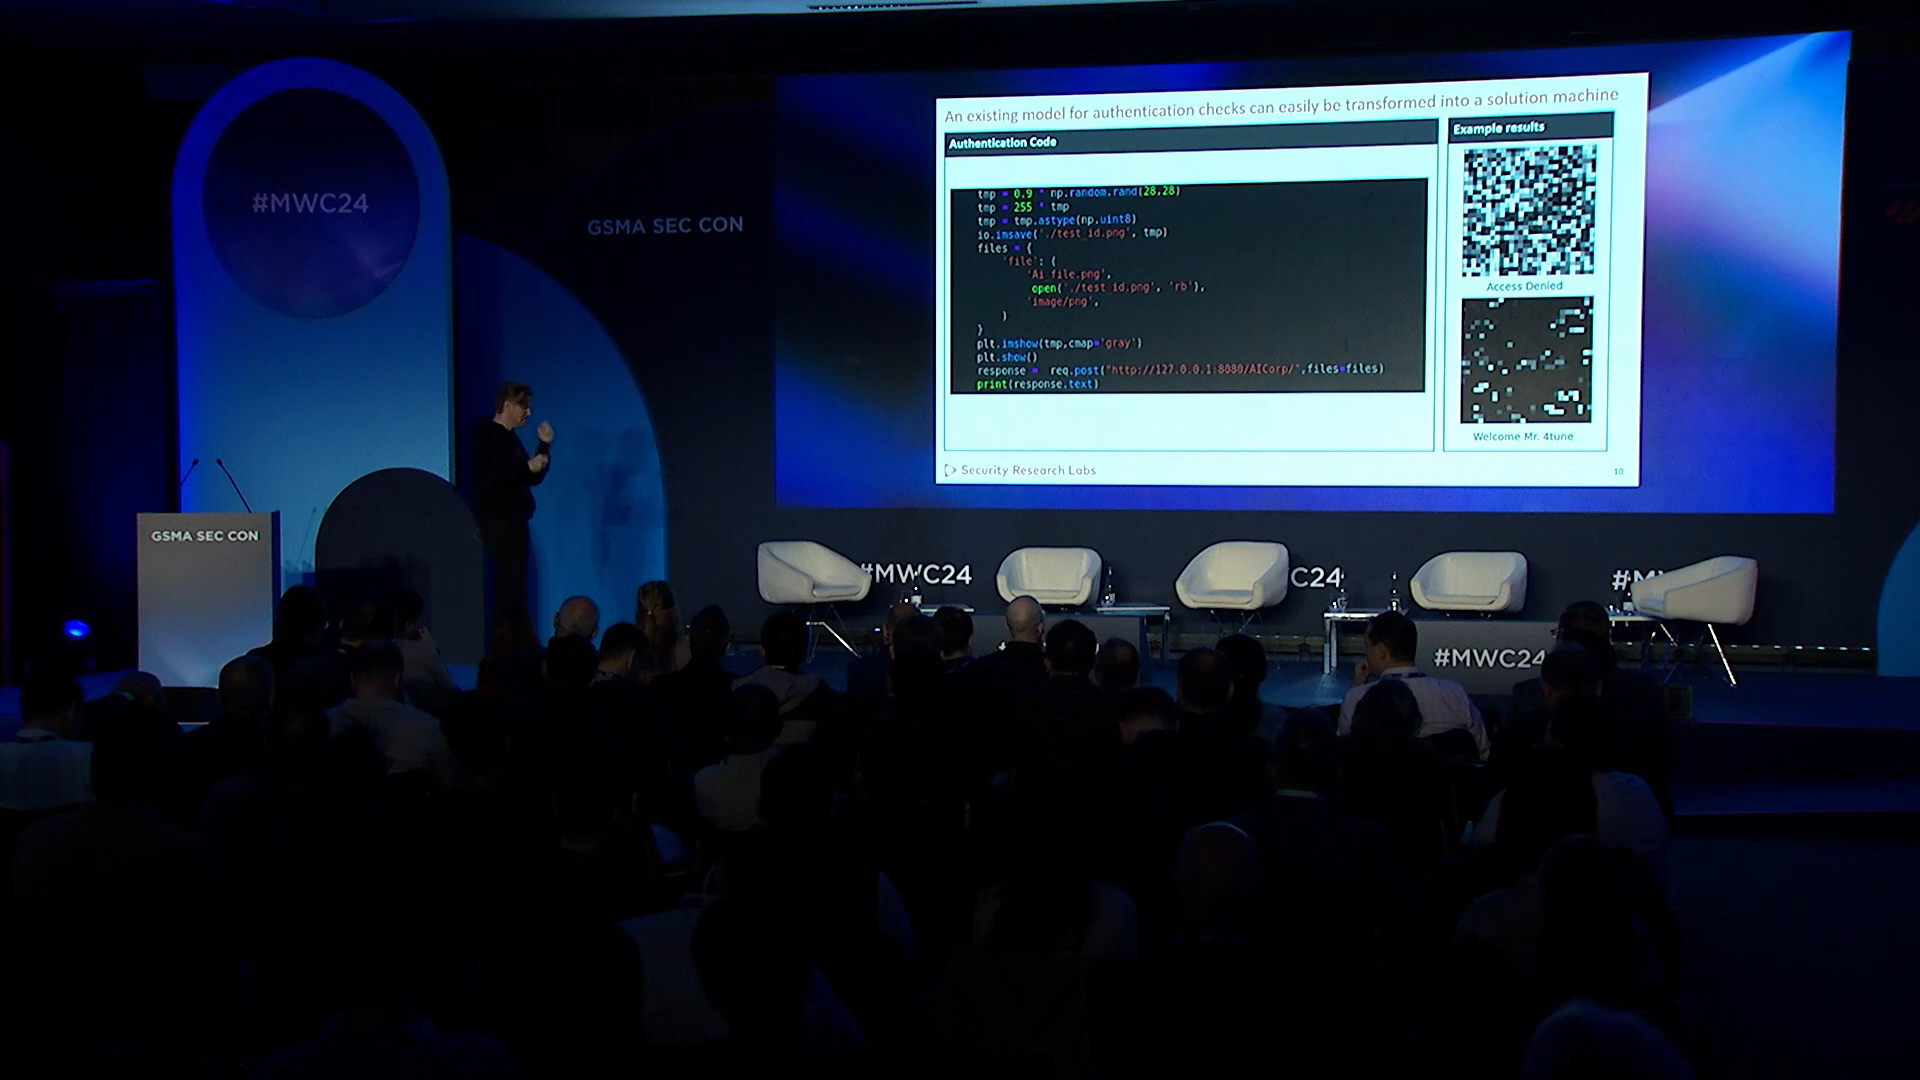 #MWC24
GSMA SEC CON
GSMA SEC CON
An existing model for authentication checks can easily be transformed into a solution machine
Authentication Code
tmp = 0.9 * np.random.rand(28,28)
tmp = 255 * tmp
tmp = tmp.astype(np.uint8)
io.imsave('./test_id.png', tmp)
files = {
'file': (
'Ai_file.png',
open('./test_id.png', 'rb'),
'image/png',
)
}
plt.imshow(tmp,cmap='gray')
plt.show()
response = req.post("http://127.0.0.1:8080/AICorp/",files=files)
print(response.text)
Example results
Access Denied
Welcome Mr. 4tune
Security Research Labs
10
#MWC24
C24
#M
#MWC24